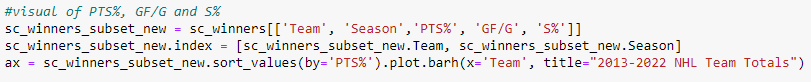 #visual of PTS%, GF/G and S%
sc_winners_subset_new = sc_winners[['Team', 'Season','PTS%', 'GF/G', 'S%']]
sc_winners_subset_new.index = [sc_winners_subset_new.Team, sc_winners_subset_new.Season]
ax = sc_winners_subset_new.sort_values(by='PTS%').plot.barh(x='Team', title="2013-2022 NHL Team Totals")